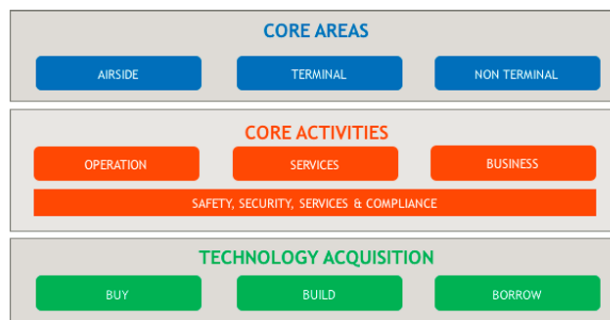 CORE AREAS
AIRSIDE
TERMINAL
NON TERMINAL
CORE ACTIVITIES
OPERATION
SERVICES
BUSINESS
SAFETY, SECURITY, SERVICES & COMPLIANCE
TECHNOLOGY ACQUISITION
BUY
BUILD
BORROW